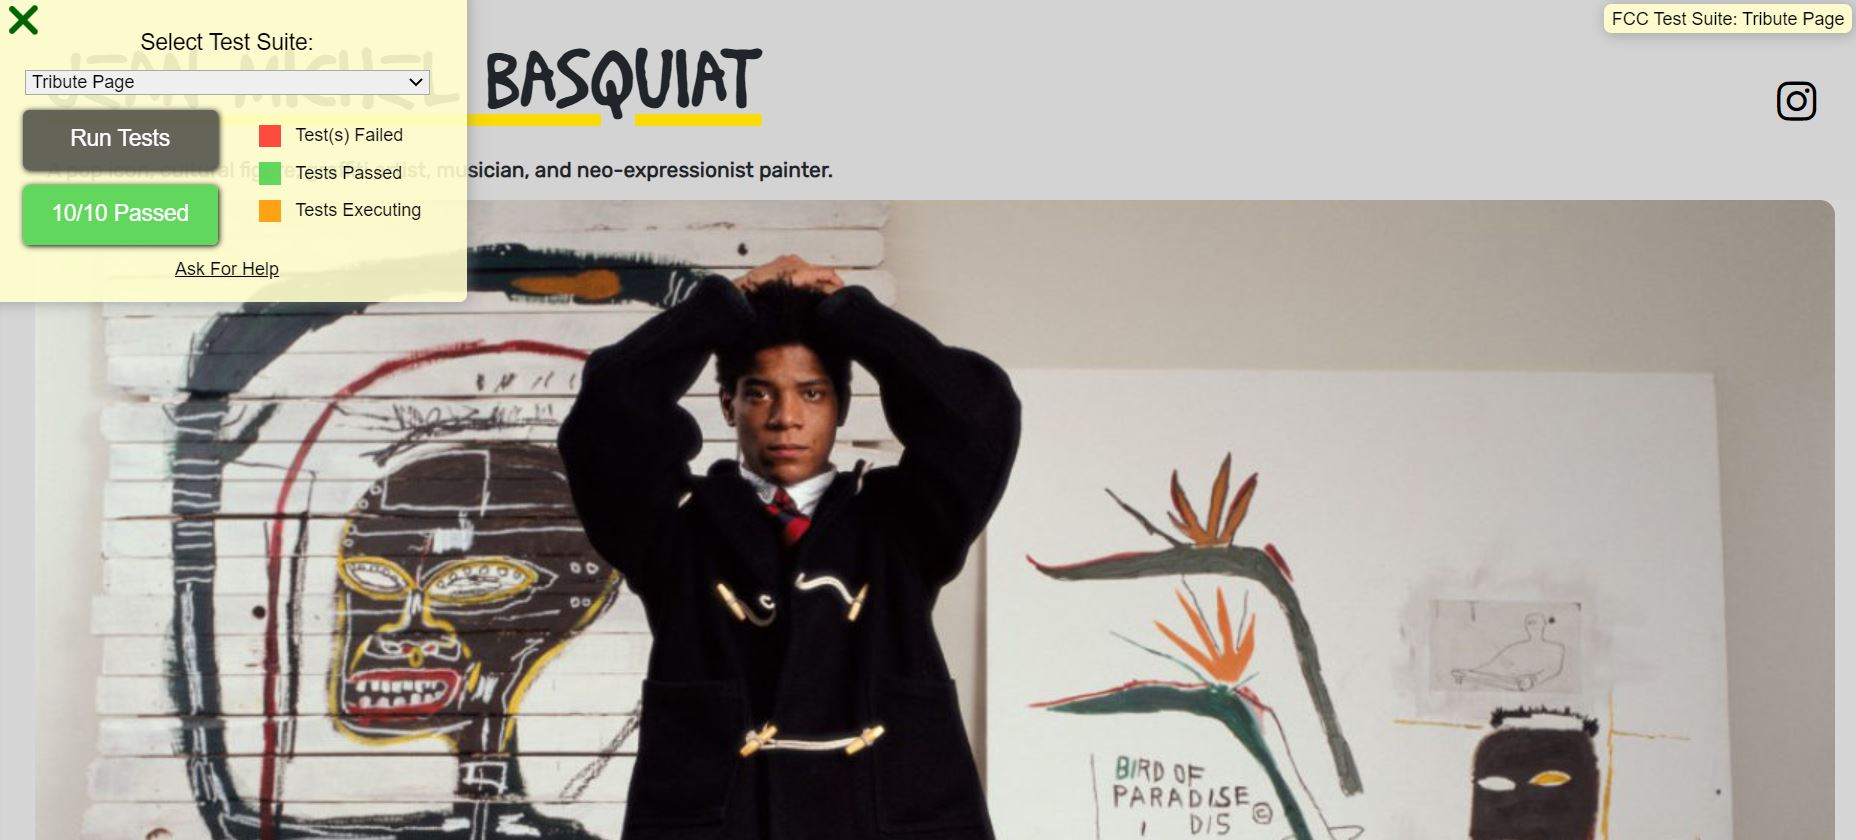 FCC Test Suite: Tribute Page
Select Test Suite:
Tribute Page
Run Tests
Test(s) Failed
Tests Passed
10/10 Passed
Tests Executing
Ask For Help
JEAN MICHEL BASQUIAT
A pop icon, cultural figure, graffiti artist, musician, and neo-expressionist painter.
BIRD OF
PARADISE ©
DIS